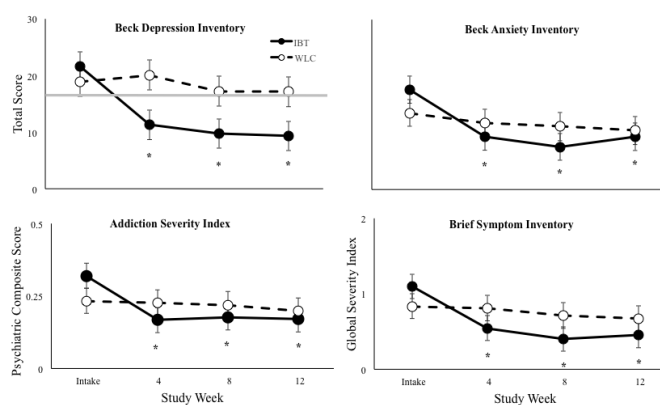 Beck Depression Inventory
Beck Anxiety Inventory
IBT
WLC
Total Score
30
20
10
0
*
*
*
*
*
*
Addiction Severity Index
Brief Symptom Inventory
Psychiatric Composite Score
0.5
0.25
0
*
*
*
Intake
4
8
12
Study Week
Global Severity Index
2
1
0
*
*
*
Intake
4
8
12
Study Week